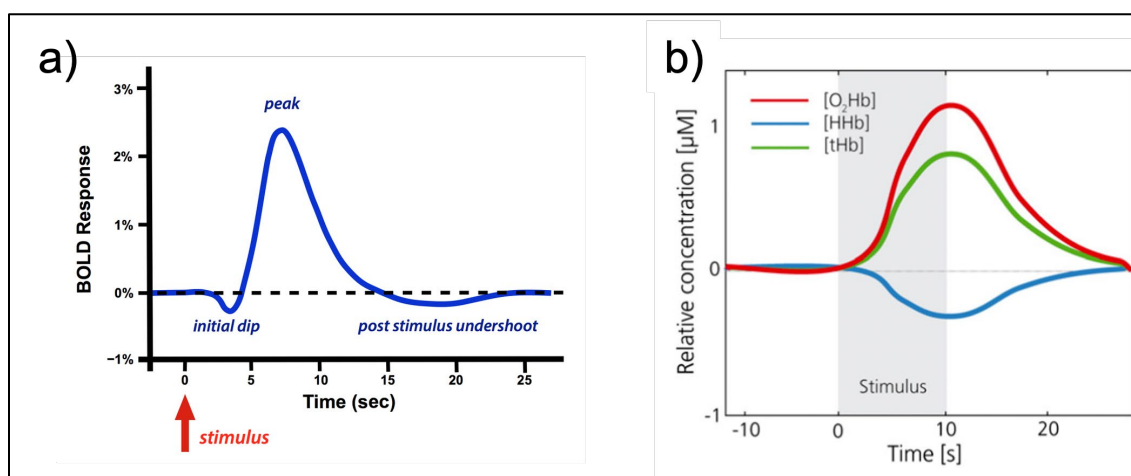 a)
BOLD Response
3%
2%
1%
0%
−1%
peak
initial dip
post stimulus undershoot
0
5
10
15
20
25
Time (sec)
stimulus
b)
Relative concentration [µM]
1
0
-1
[O₂Hb]
[HHb]
[tHb]
Stimulus
-10
0
10
20
Time [s]